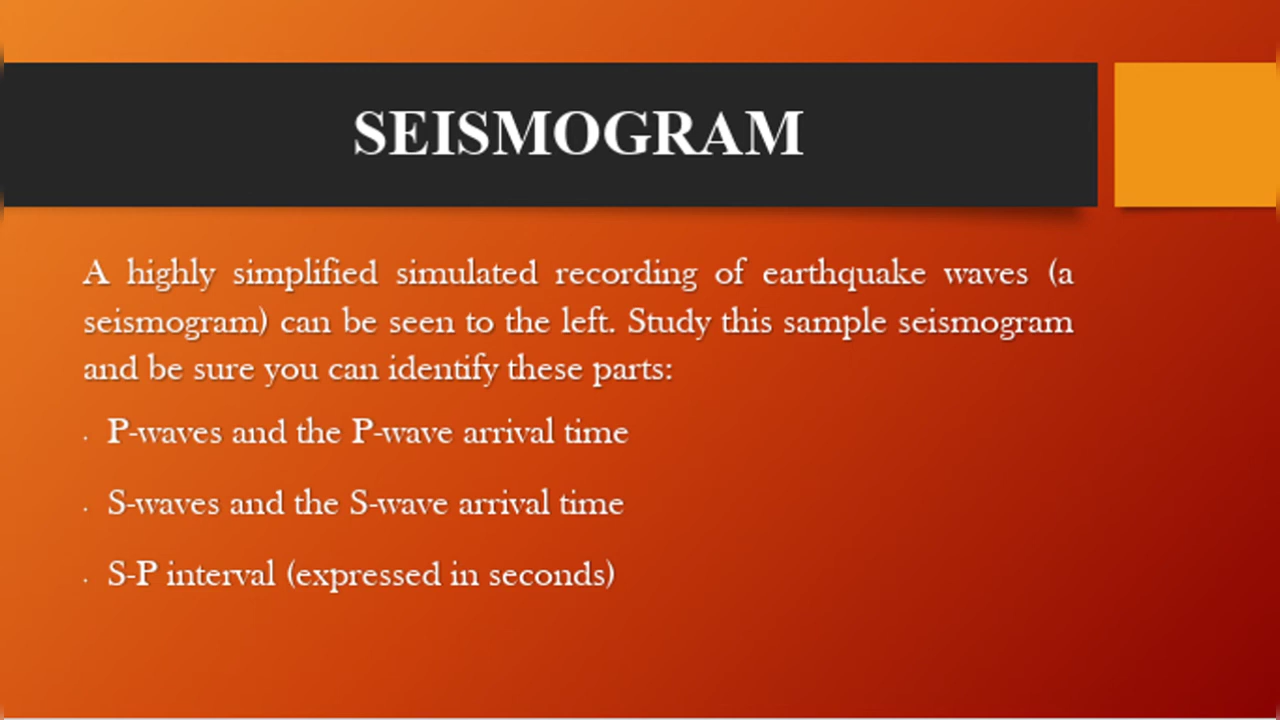 SEISMOGRAM
A highly simplified simulated recording of earthquake waves (a
seismogram) can be seen to the left. Study this sample seismogram
and be sure you can identify these parts:
· P-waves and the P-wave arrival time
· S-waves and the S-wave arrival time
· S-P interval (expressed in seconds)